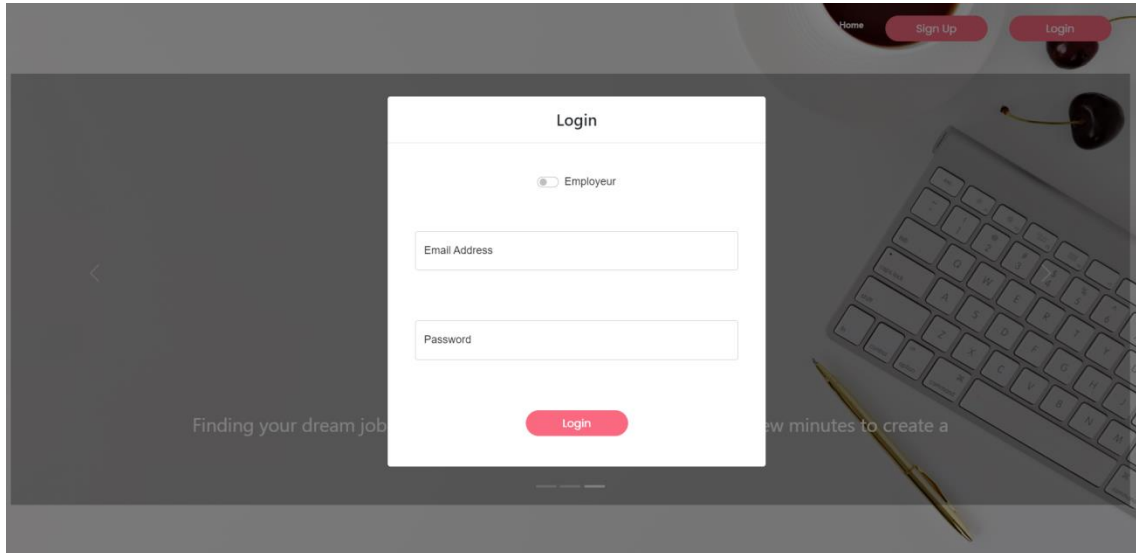 Home
Sign Up
Login
Login
Employeur
Email Address
Password
Login
Finding your dream job
ew minutes to create a